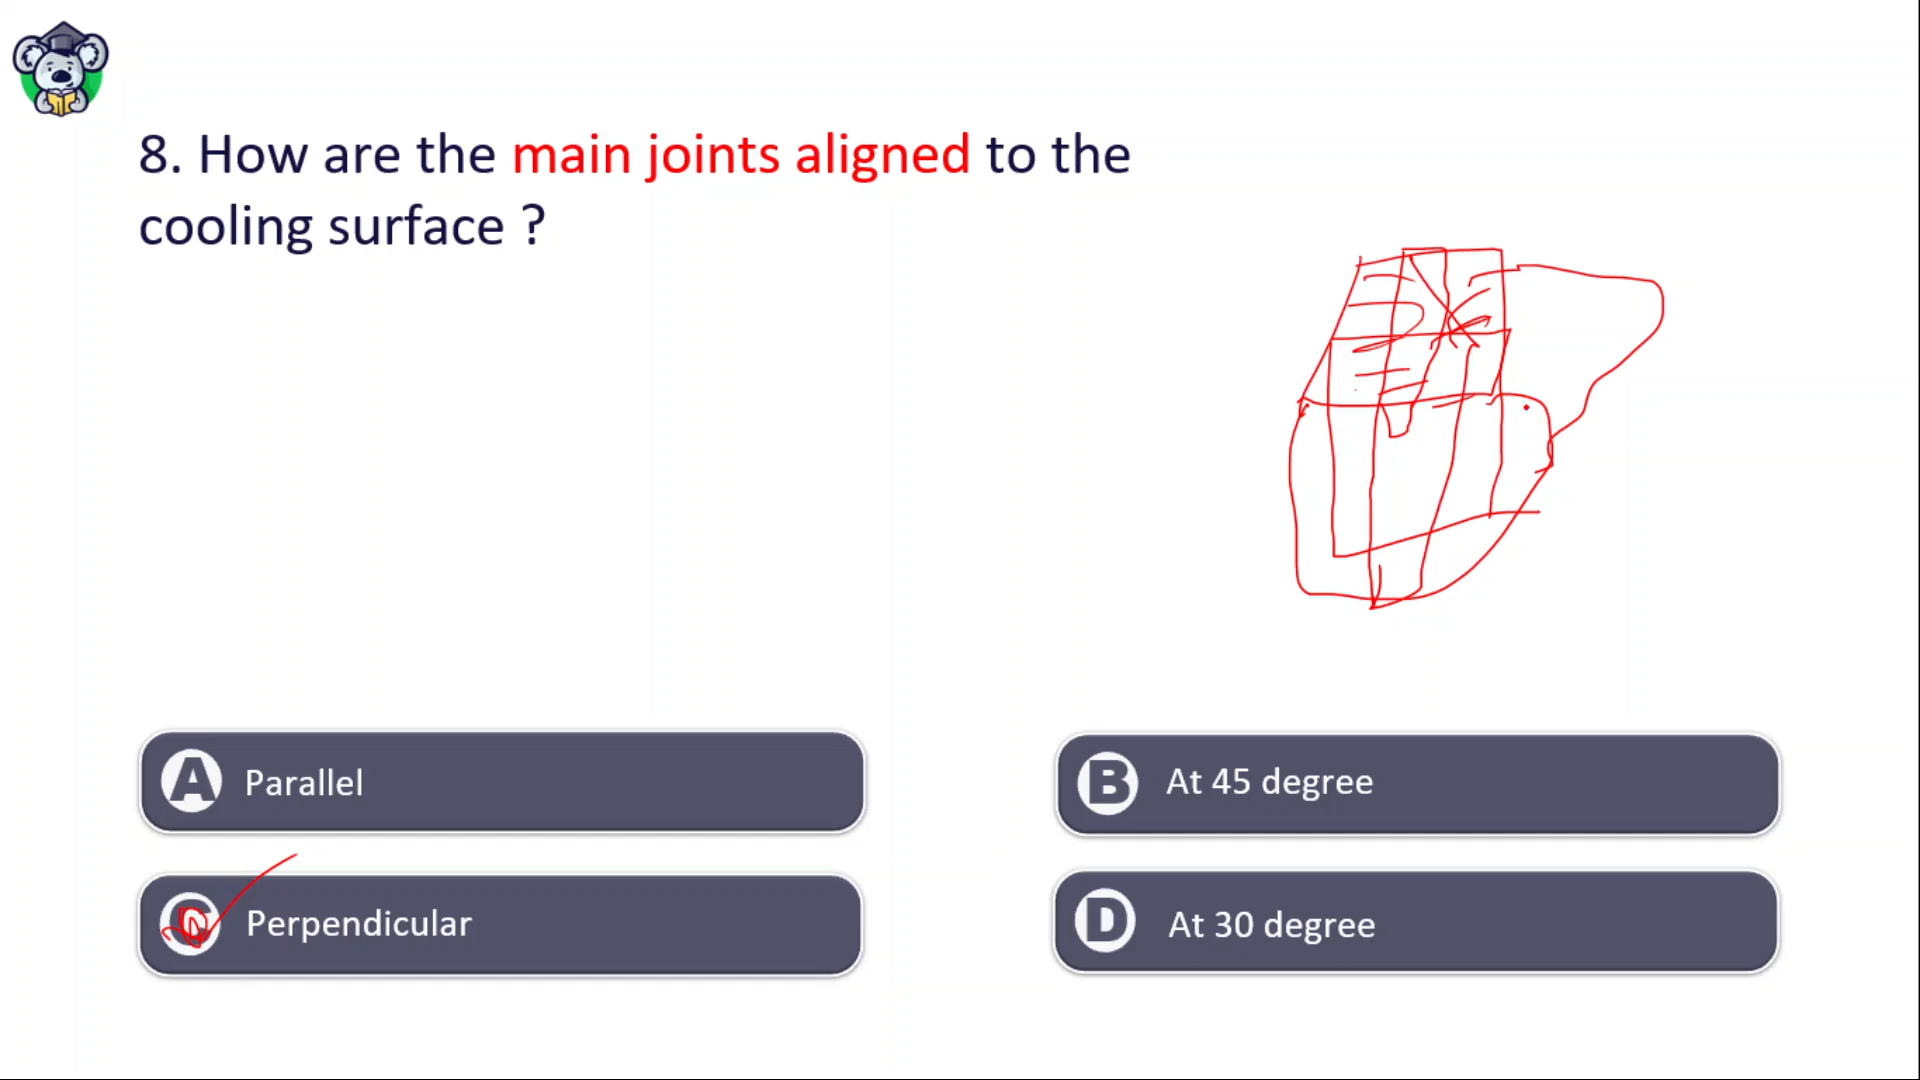 8. How are the main joints aligned to the
cooling surface ?
A Parallel
B At 45 degree
C Perpendicular
D At 30 degree